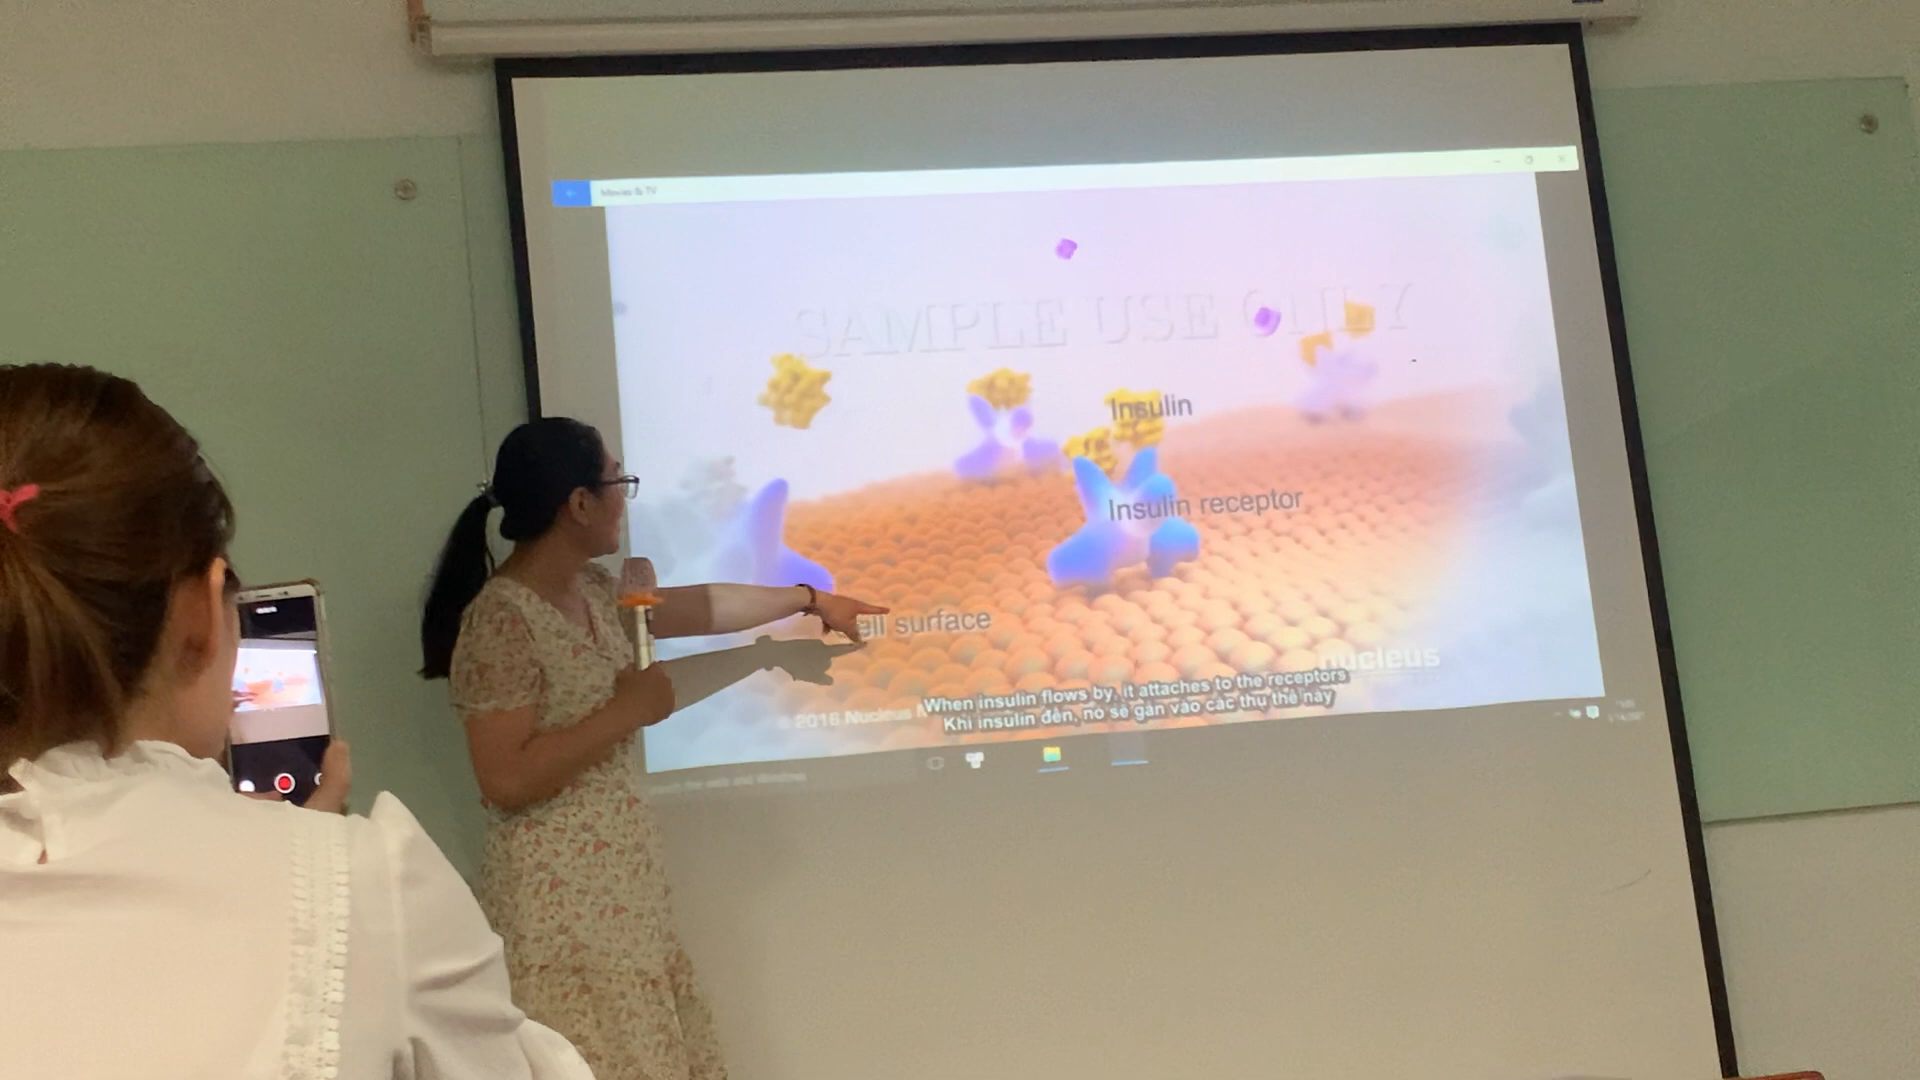 Movies & TV
SAMPLE USE ONLY
Insulin
Insulin receptor
ell surface
nucleus
© 2016 Nucleus
When insulin flows by, it attaches to the receptors
Khi insulin đến, nó sẽ gắn vào các thụ thể này